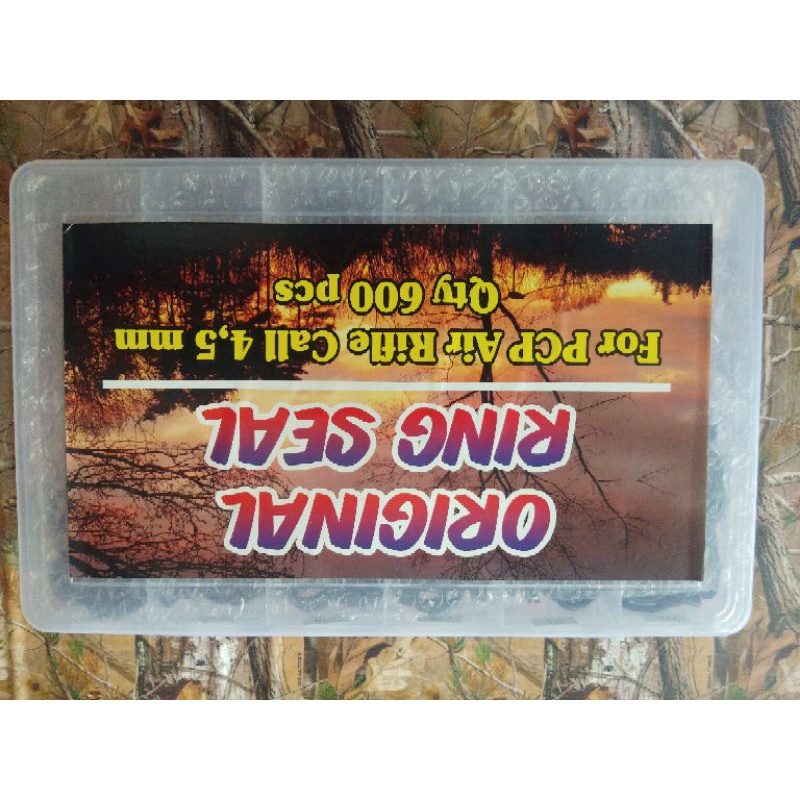 ORIGINAL
RING SEAL
For PCP Air Rifle Call 4,5 mm
Qty 600 pcs